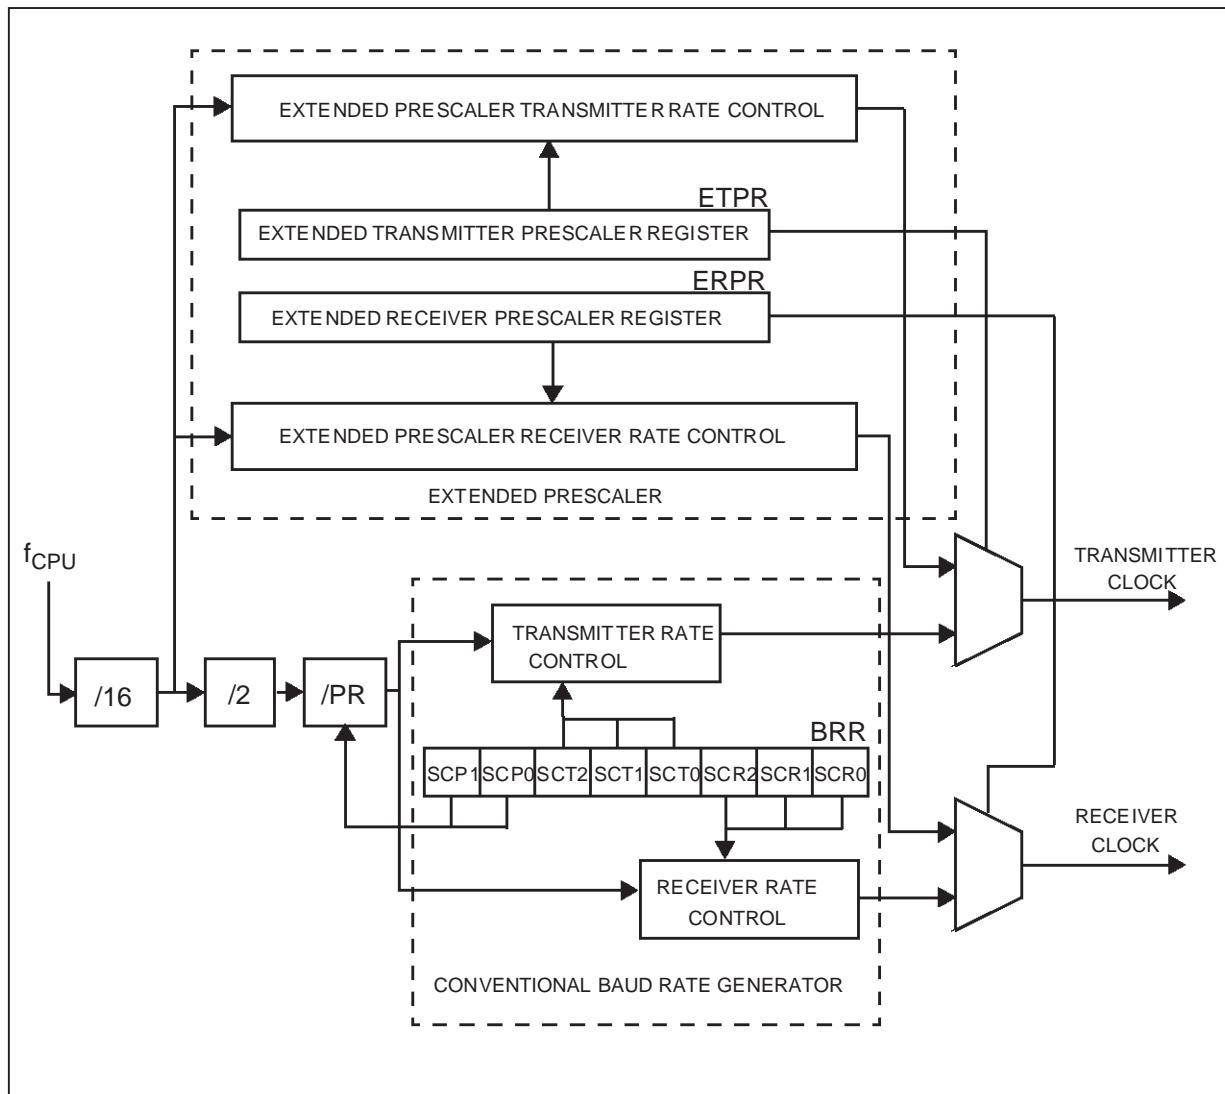 EXTENDED PRESCALER TRANSMITTER RATE CONTROL
ETPR
EXTENDED TRANSMITTER PRESCALER REGISTER
ERPR
EXTENDED RECEIVER PRESCALER REGISTER
EXTENDED PRESCALER RECEIVER RATE CONTROL
EXTENDED PRESCALER
fCPU
TRANSMITTER
CLOCK
TRANSMITTER RATE
CONTROL
/16
/2
/PR
BRR
SCP1 SCP0 SCT2 SCT1 SCT0 SCR2 SCR1 SCR0
RECEIVER
CLOCK
RECEIVER RATE
CONTROL
CONVENTIONAL BAUD RATE GENERATOR